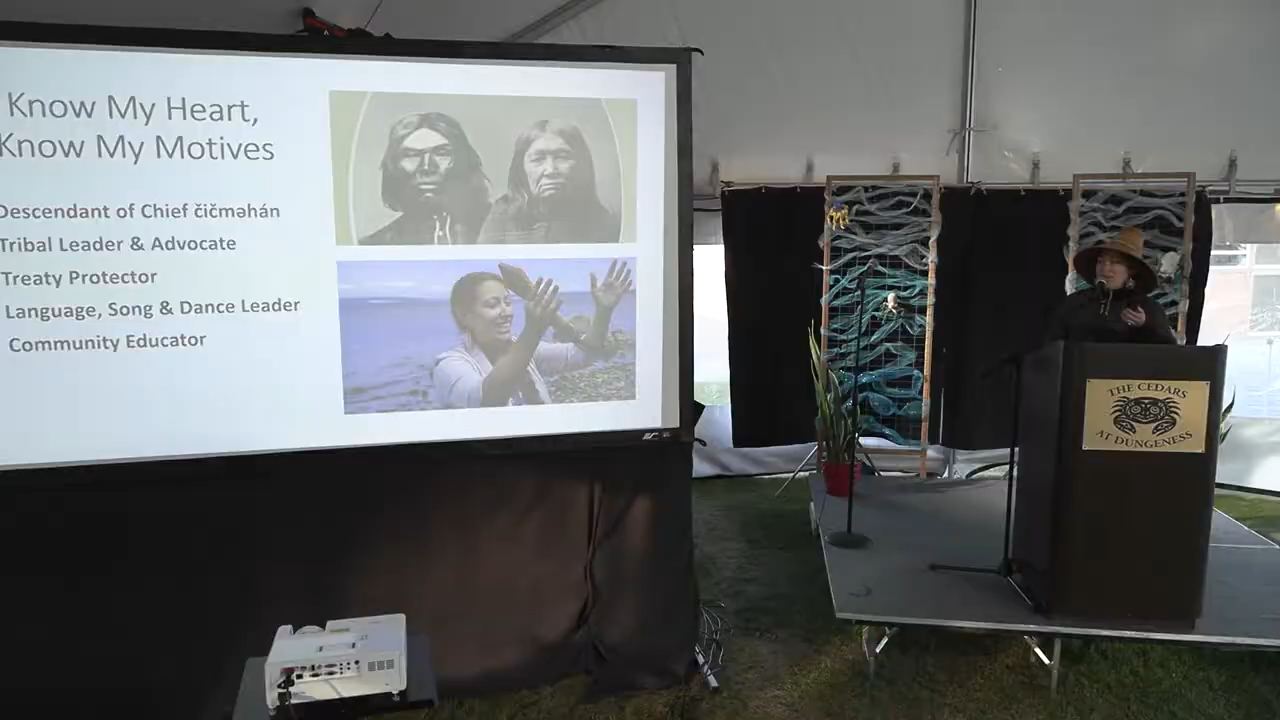 Know My Heart,
Know My Motives
Descendant of Chief čičməhán
Tribal Leader & Advocate
Treaty Protector
Language, Song & Dance Leader
Community Educator
THE CEDARS
AT DUNGENESS